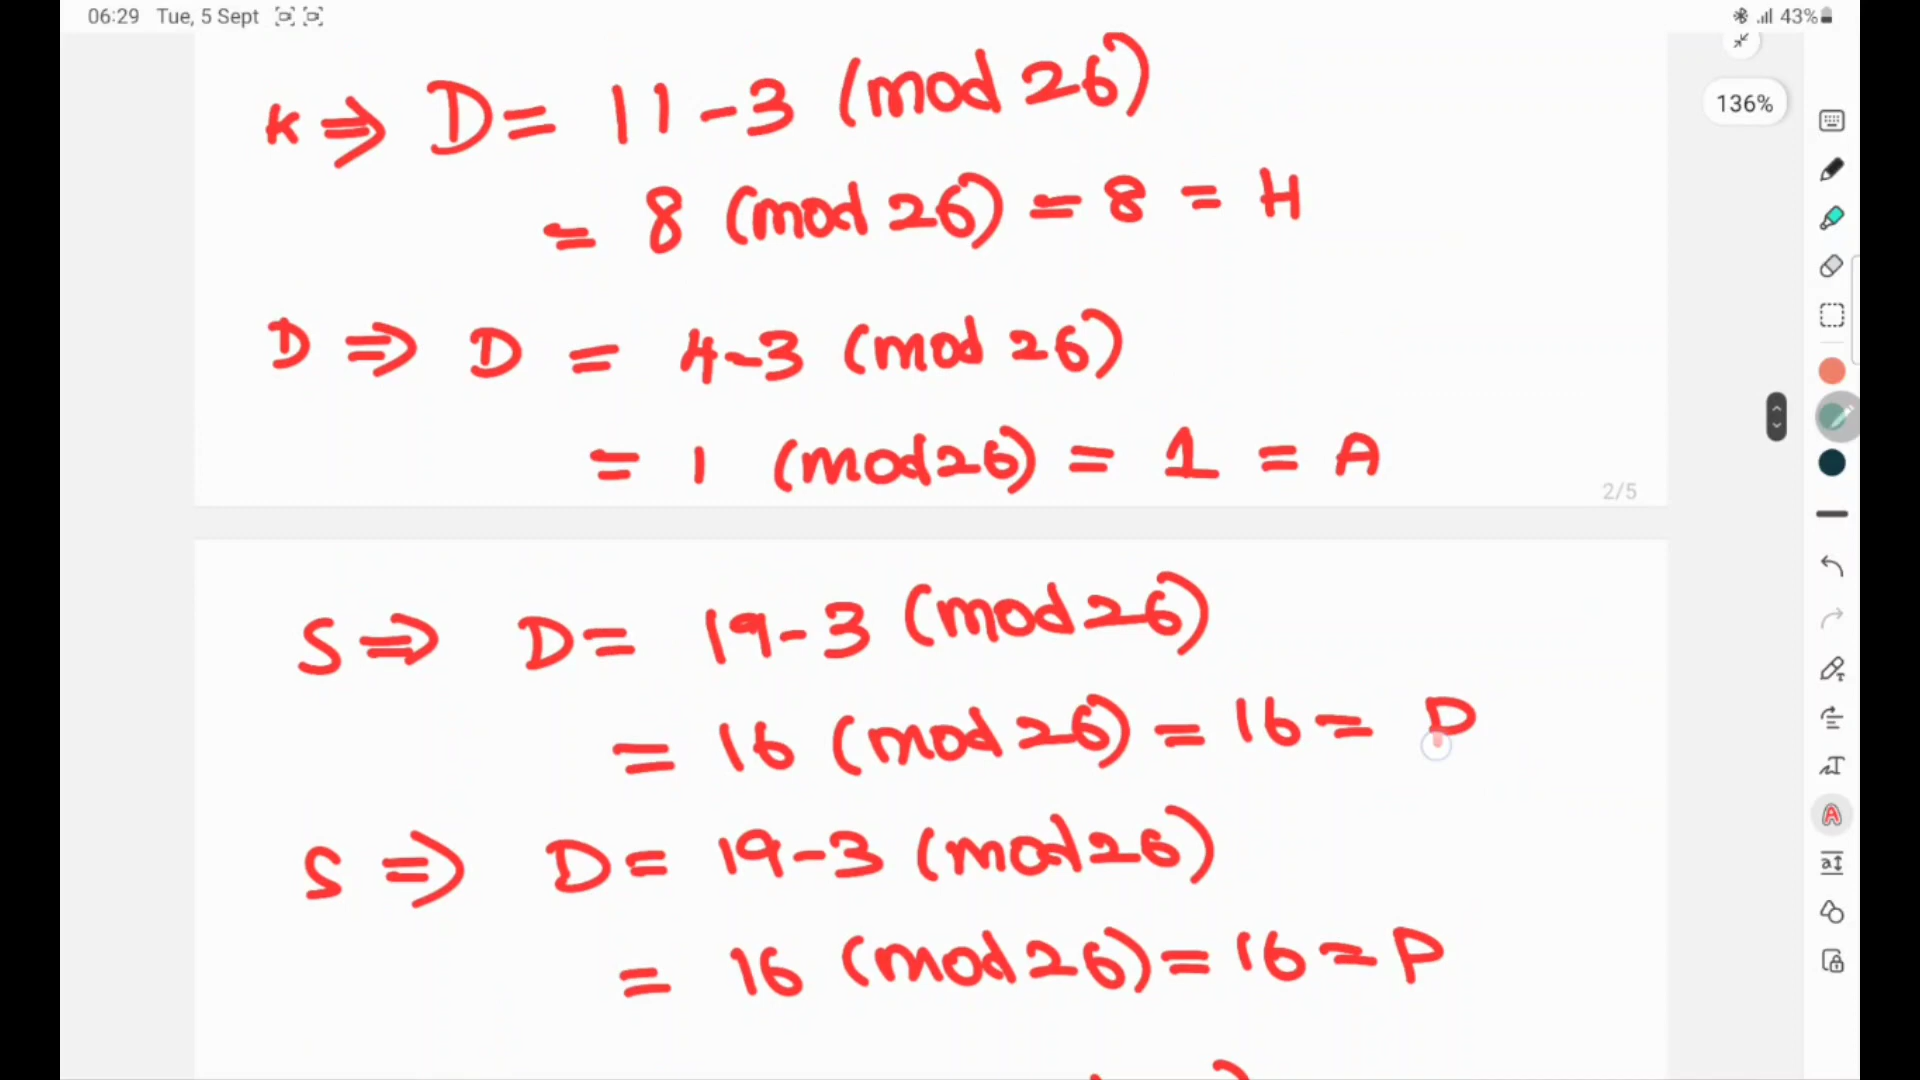 06:29 Tue, 5 Sept 43%
136%
K ⇒ D = 11-3 (mod 26)
= 8 (mod 26) = 8 = H
D ⇒ D = 4-3 (mod 26)
= 1 (mod 26) = 1 = A
2/5
S ⇒ D = 19-3 (mod 26)
= 16 (mod 26) = 16 = P
S ⇒ D = 19-3 (mod 26)
= 16 (mod 26) = 16 = P